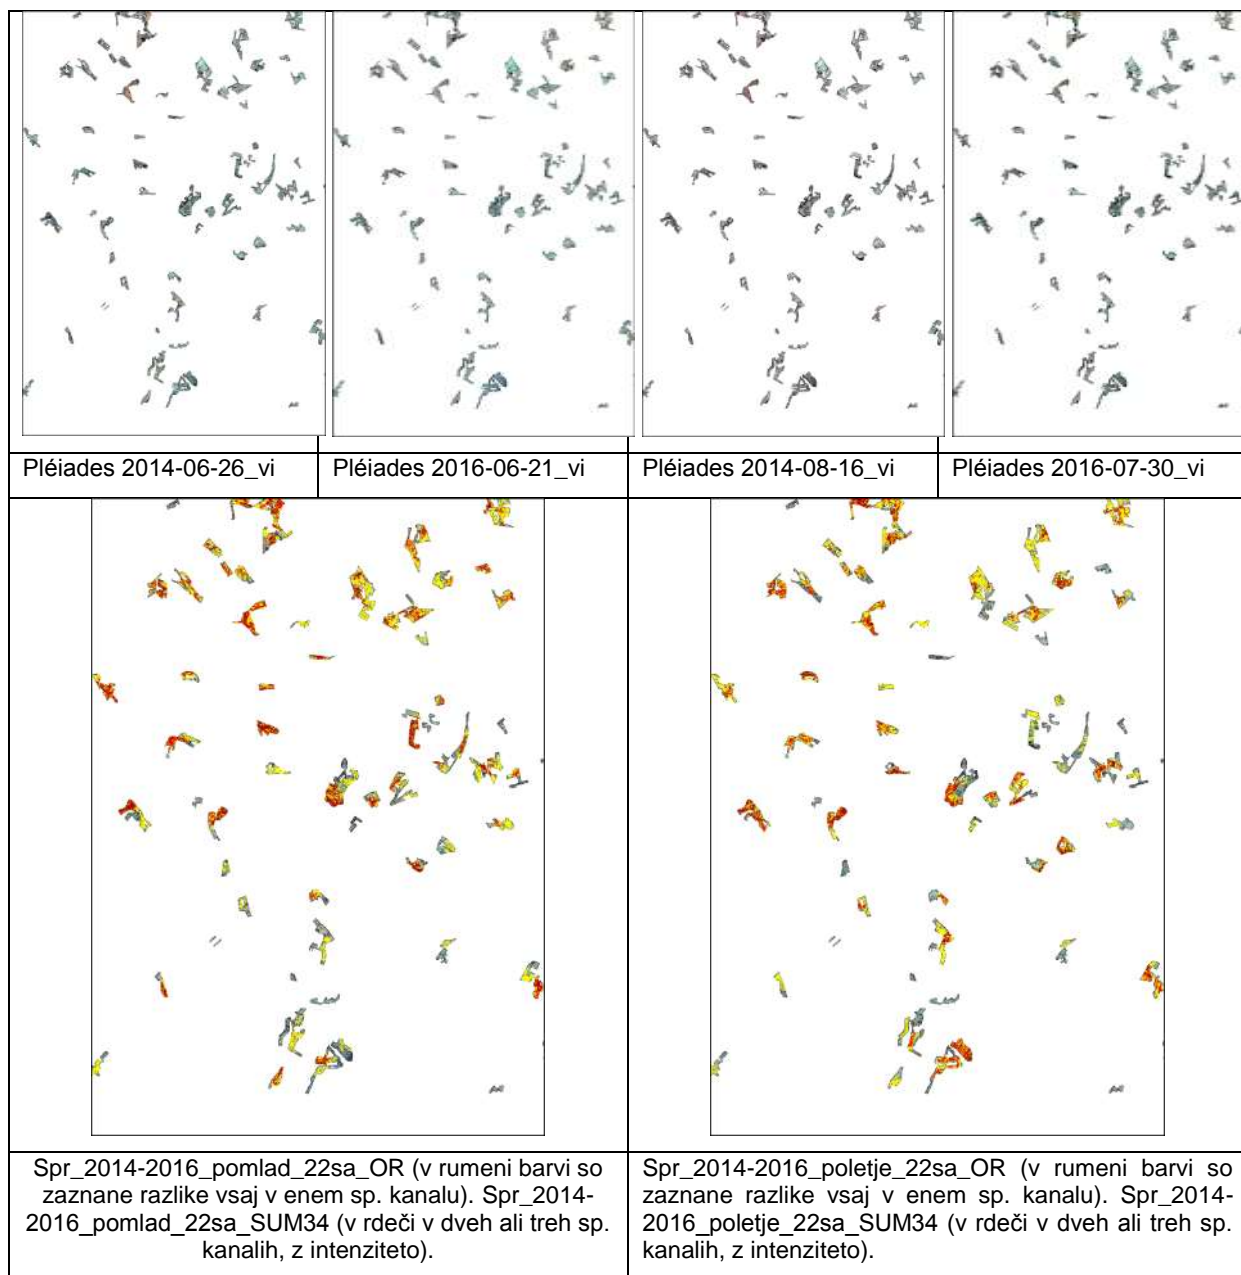 Pléiades 2014-06-26_vi
Pléiades 2016-06-21_vi
Pléiades 2014-08-16_vi
Pléiades 2016-07-30_vi
Spr_2014-2016_pomlad_22sa_OR (v rumeni barvi so
zaznane razlike vsaj v enem sp. kanalu). Spr_2014-
2016_pomlad_22sa_SUM34 (v rdeči v dveh ali treh sp.
kanalih, z intenziteto).
Spr_2014-2016_poletje_22sa_OR (v rumeni barvi so
zaznane razlike vsaj v enem sp. kanalu). Spr_2014-
2016_poletje_22sa_SUM34 (v rdeči v dveh ali treh sp.
kanalih, z intenziteto).